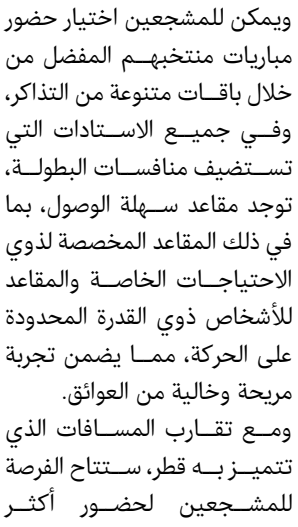 ويمكن للمشجعين اختيار حضور
مباريات منتخبهم المفضل من
خلال باقات متنوعة من التذاكر،
وفي جميع الاستادات التي
تستضيف منافسات البطولة،
توجد مقاعد سهلة الوصول، بما
في ذلك المقاعد المخصصة لذوي
الاحتياجات الخاصة والمقاعد
للأشخاص ذوي القدرة المحدودة
على الحركة، مما يضمن تجربة
مريحة وخالية من العوائق.
ومع تقارب المسافات الذي
تتميز به قطر، ستتاح الفرصة
للمشجعين لحضور أكثر